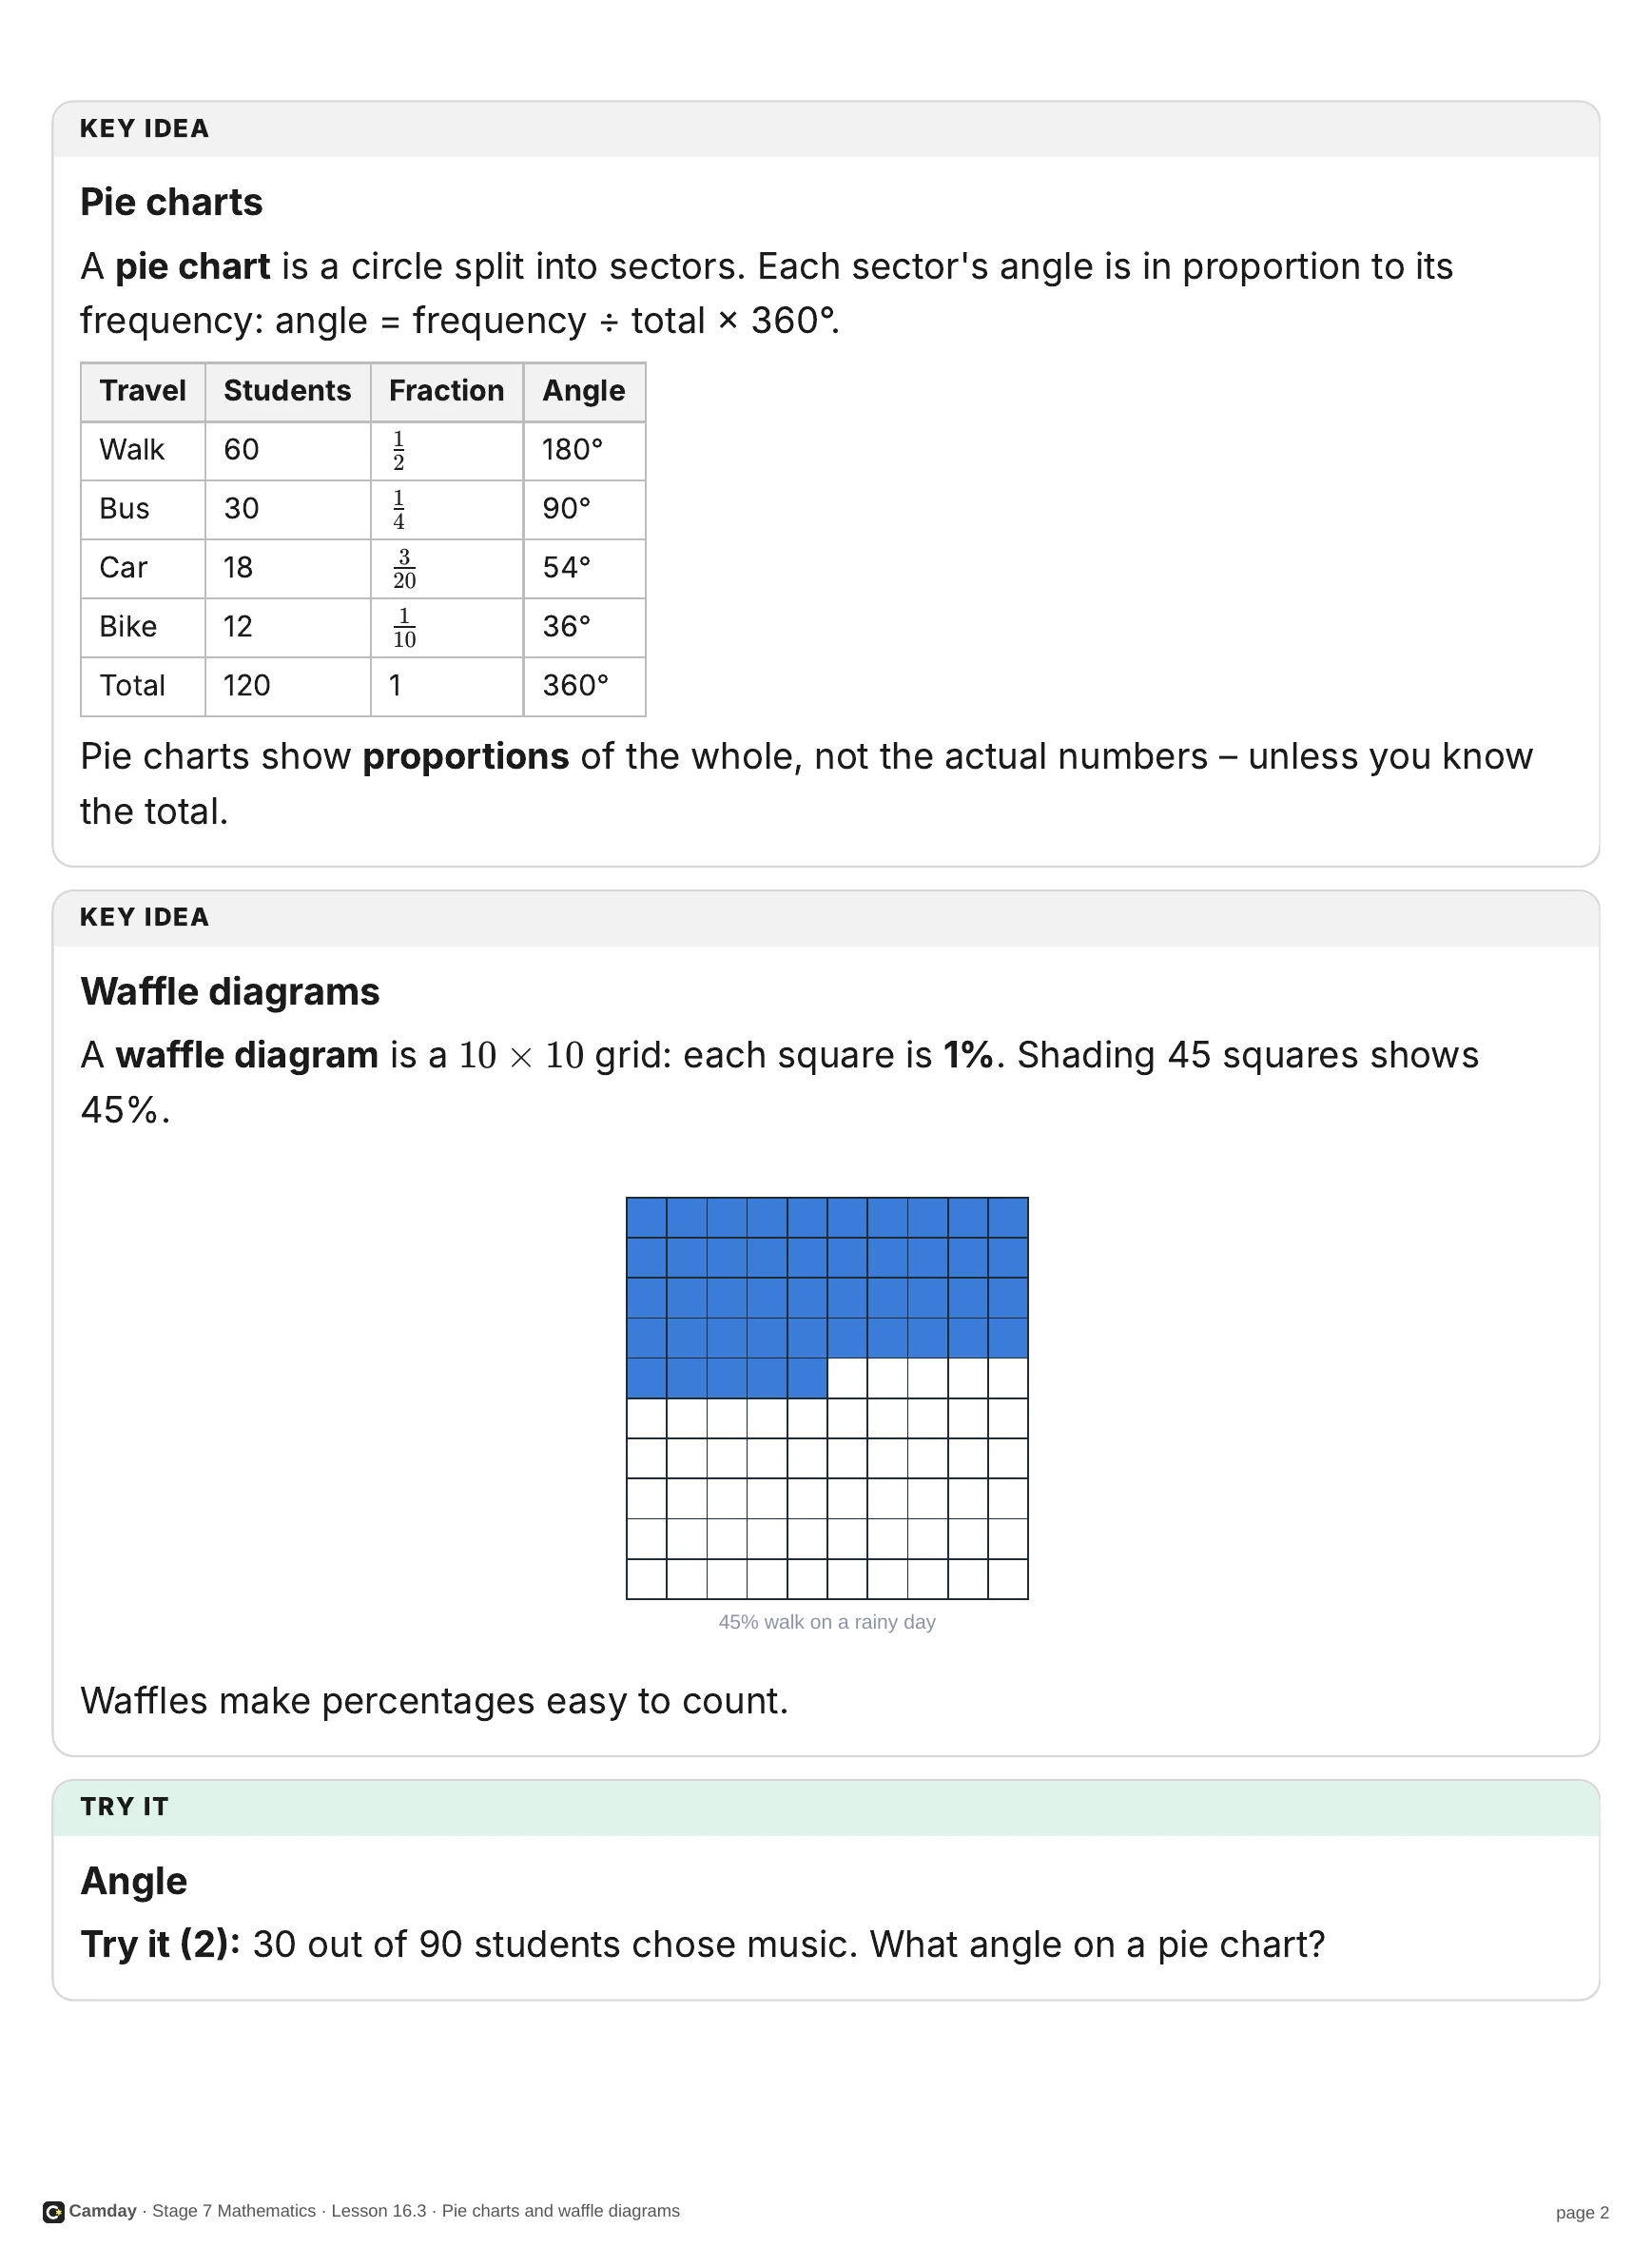 KEY IDEA
Pie charts
A pie chart is a circle split into sectors. Each sector's angle is in proportion to its
frequency: angle = frequency ÷ total × 360°.
Travel Students Fraction Angle
Walk 60 1/2 180°
Bus 30 1/4 90°
Car 18 3/20 54°
Bike 12 1/10 36°
Total 120 1 360°
Pie charts show proportions of the whole, not the actual numbers – unless you know
the total.
KEY IDEA
Waffle diagrams
A waffle diagram is a 10 × 10 grid: each square is 1%. Shading 45 squares shows
45%.
45% walk on a rainy day
Waffles make percentages easy to count.
TRY IT
Angle
Try it (2): 30 out of 90 students chose music. What angle on a pie chart?
Camday · Stage 7 Mathematics · Lesson 16.3 · Pie charts and waffle diagrams
page 2